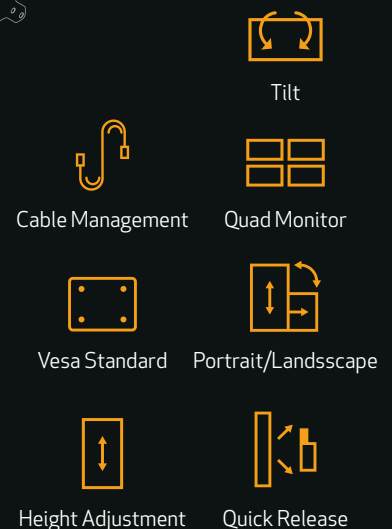 Tilt
Cable Management
Quad Monitor
Vesa Standard
Portrait/Landsscape
Height Adjustment
Quick Release